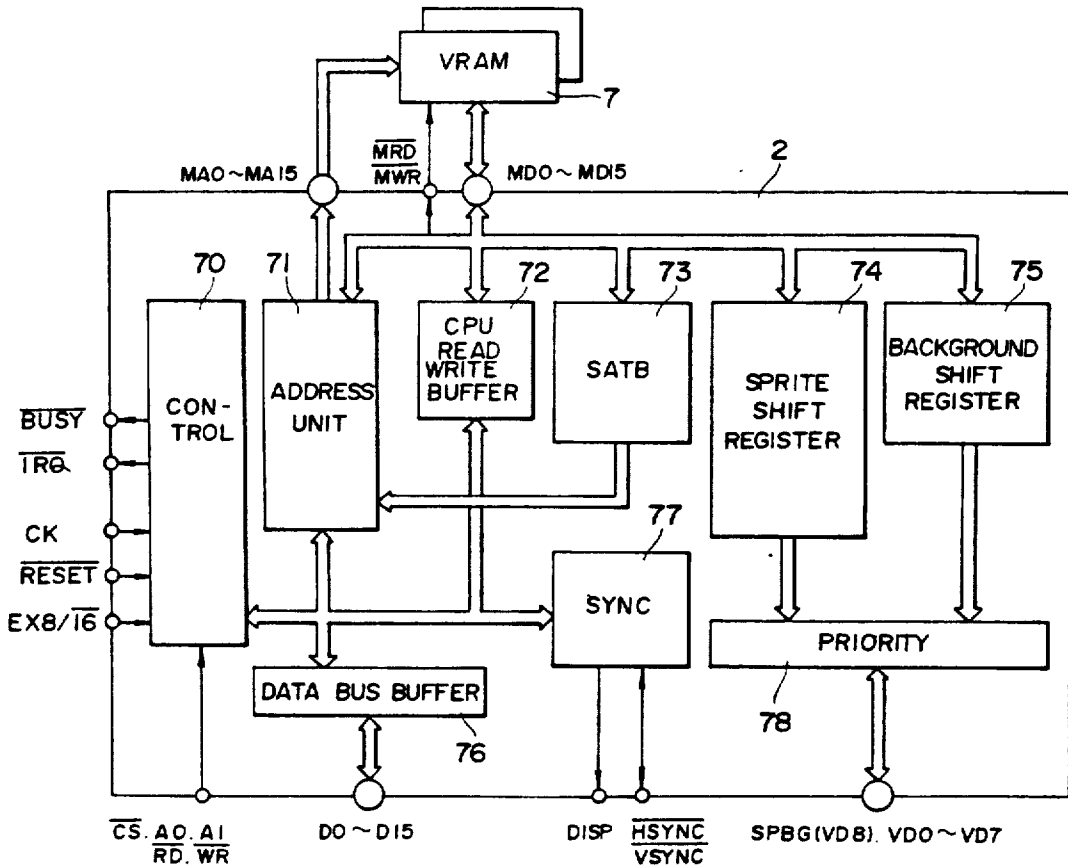 VRAM
7
MRD
MWR
MA0~MA15
MD0~MD15
2
70
71
72
73
74
75
CON-
TROL
ADDRESS
UNIT
CPU
READ
WRITE
BUFFER
SATB
SPRITE
SHIFT
REGISTER
BACKGROUND
SHIFT
REGISTER
BUSY
IRQ
CK
RESET
EX8/16
77
SYNC
PRIORITY
78
DATA BUS BUFFER
76
CS. A0. A1
RD. WR
D0~D15
DISP
HSYNC
VSYNC
SPBG(VD8). VD0~VD7